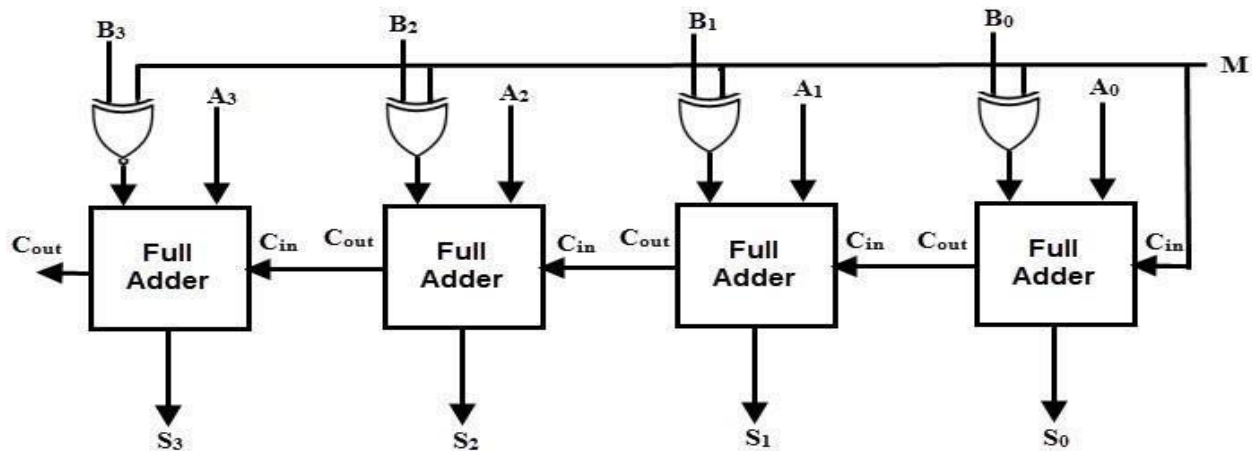 B₃ B₂ B₁ B₀
M
A₃ A₂ A₁ A₀
Cout Full Adder Cin Cout Full Adder Cin Cout Full Adder Cin Cout Full Adder Cin
S₃ S₂ S₁ S₀